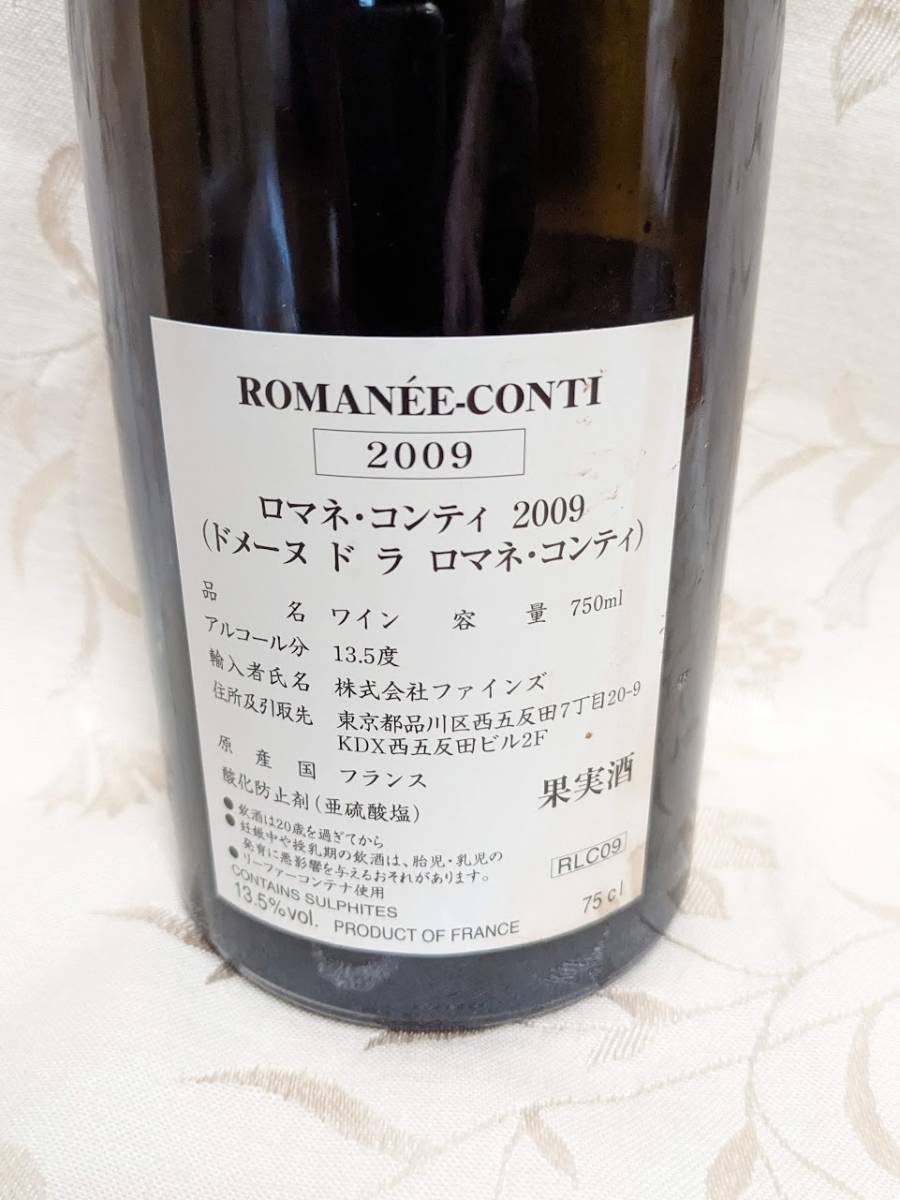 ROMANÉE-CONTI
2009
ロマネ・コンティ 2009
(ドメーヌ ド ラ ロマネ・コンティ)
品名 ワイン 容量 750ml
アルコール分 13.5度
輸入者氏名 株式会社ファインズ
住所及引取先 東京都品川区西五反田7丁目20-9
KDX西五反田ビル2F
原産国 フランス
酸化防止剤(亜硫酸塩)
果実酒
●飲酒は20歳を過ぎてから
●妊娠中や授乳期の飲酒は、胎児・乳児の
発育に悪影響を与えるおそれがあります。
●リーファーコンテナ使用
RLC09
CONTAINS SULPHITES
13.5%vol. PRODUCT OF FRANCE 75 cl